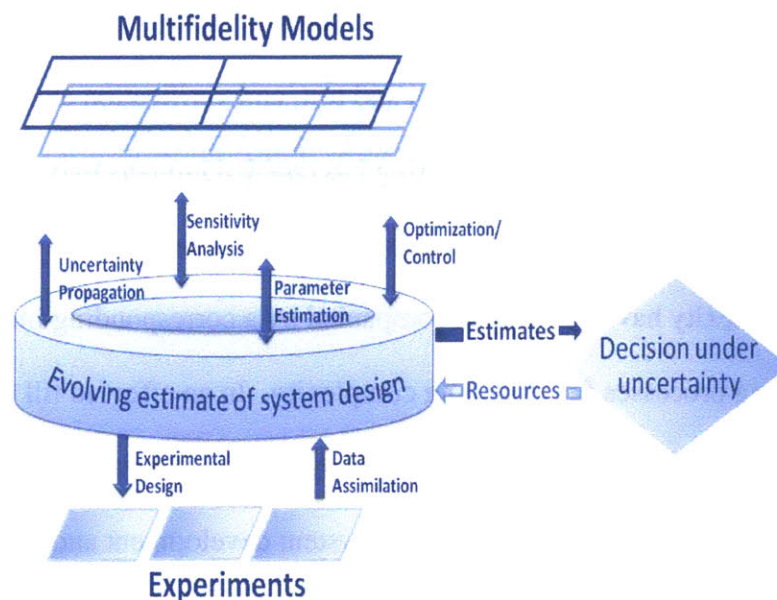 Multifidelity Models
Sensitivity
Analysis
Optimization/
Control
Uncertainty
Propagation
Parameter
Estimation
Estimates
Decision under
uncertainty
Resources
Evolving estimate of system design
Experimental
Design
Data
Assimilation
Experiments